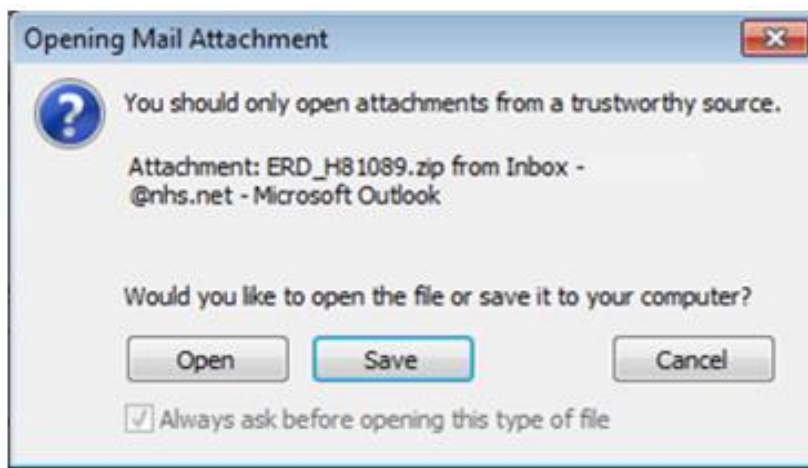 Opening Mail Attachment
You should only open attachments from a trustworthy source.
Attachment: ERD_H81089.zip from Inbox -
@nhs.net - Microsoft Outlook
Would you like to open the file or save it to your computer?
Open Save Cancel
Always ask before opening this type of file